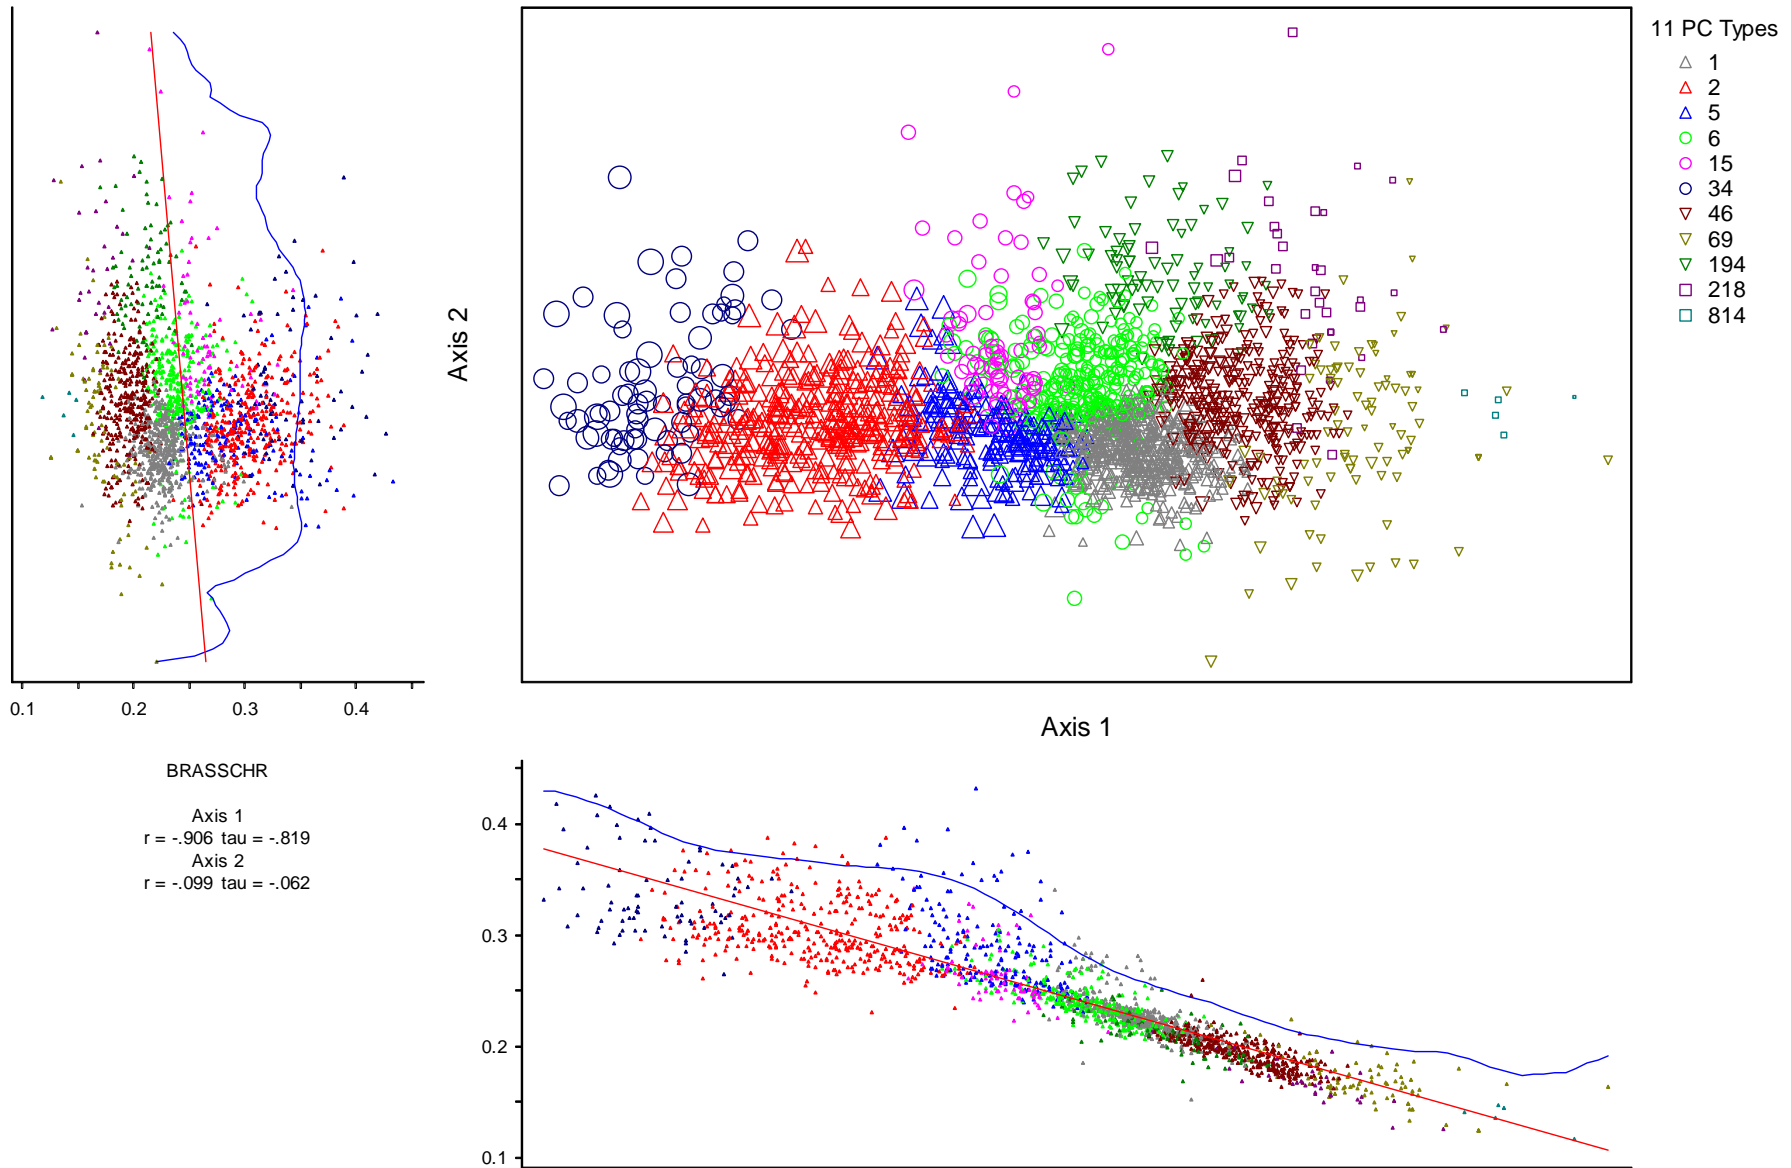 11 PC Types
1
2
5
6
15
34
46
69
194
218
814
Axis 2
0.1 0.2 0.3 0.4
Axis 1
BRASSCHR
Axis 1
r = -.906 tau = -.819
Axis 2
r = -.099 tau = -.062
0.4
0.3
0.2
0.1